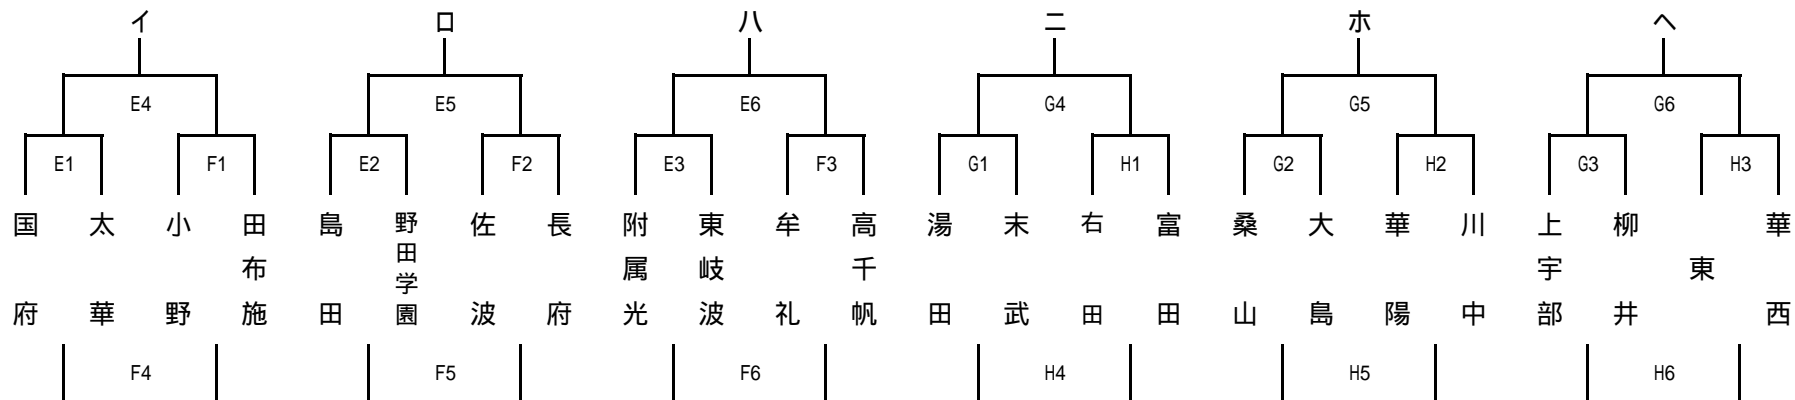 イ ロ ハ ニ ホ ヘ
E4 E5 E6 G4 G5 G6
E1 F1 E2 F2 E3 F3 G1 H1 G2 H2 G3 H3
国府 太華 小野 田布施 島田 野田学園 佐波 長府 附属光 東岐波 牟礼 高千帆 湯田 末武 右田 富田 桑山 大島 華陽 川中 上宇部 柳井 東 華西
F4 F5 F6 H4 H5 H6